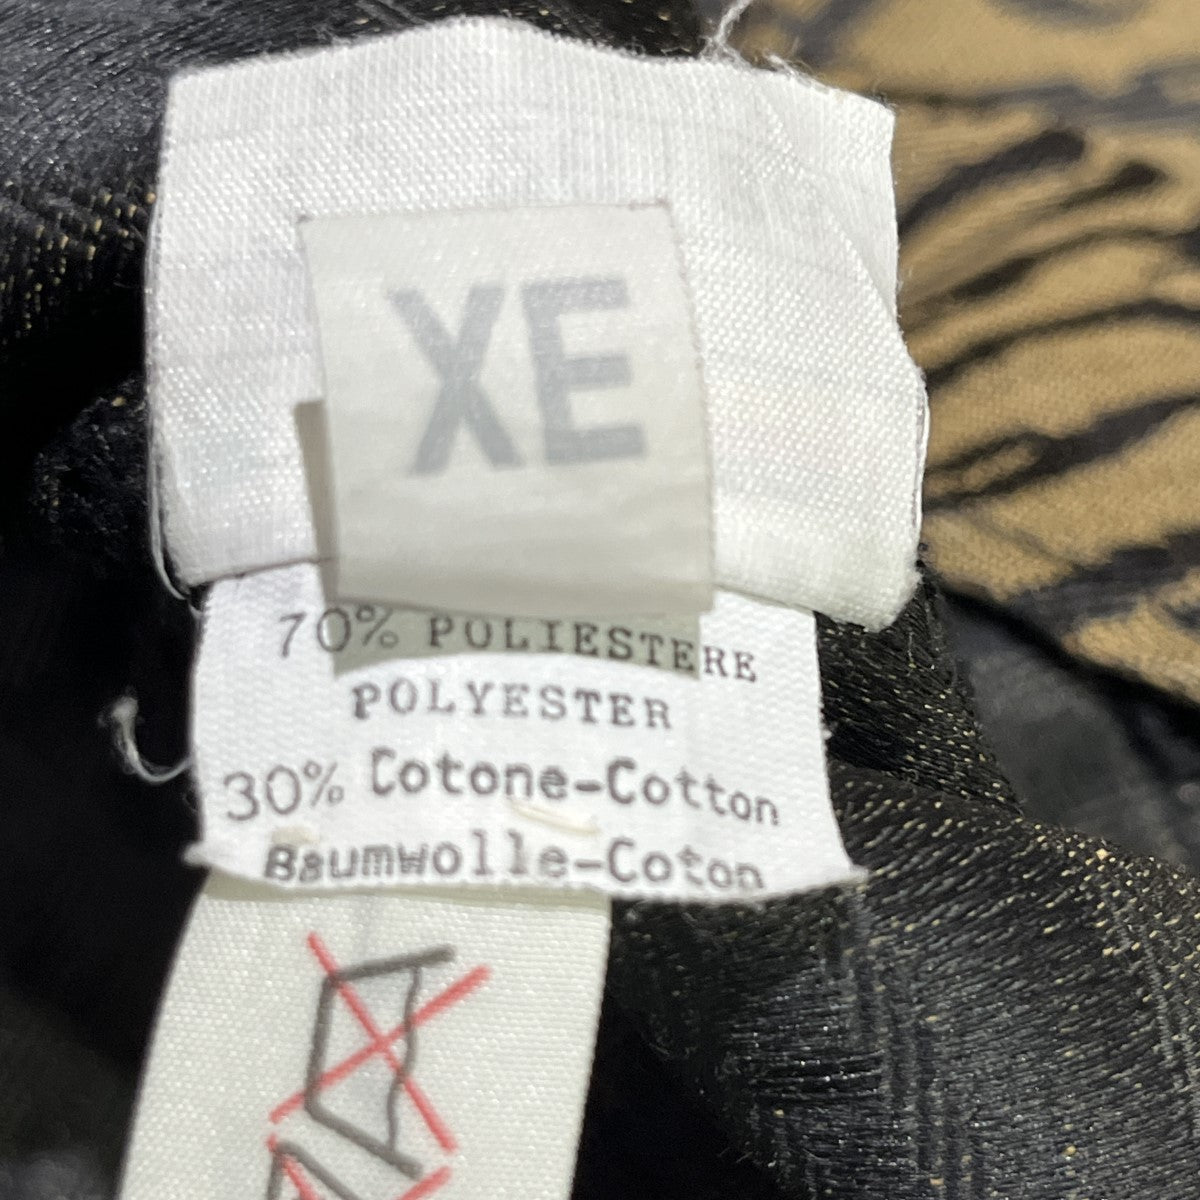 XE
70% POLIESTERE
POLYESTER
30% Cotone-Cotton
Baumwolle-Coton